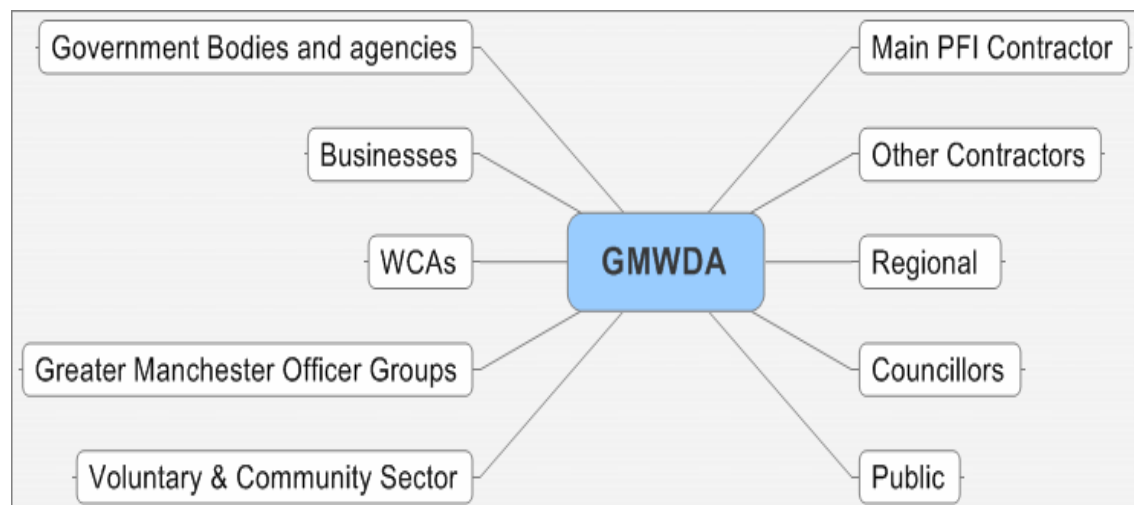 Government Bodies and agencies
Main PFI Contractor
Businesses
Other Contractors
WCAs
GMWDA
Regional
Greater Manchester Officer Groups
Councillors
Voluntary & Community Sector
Public